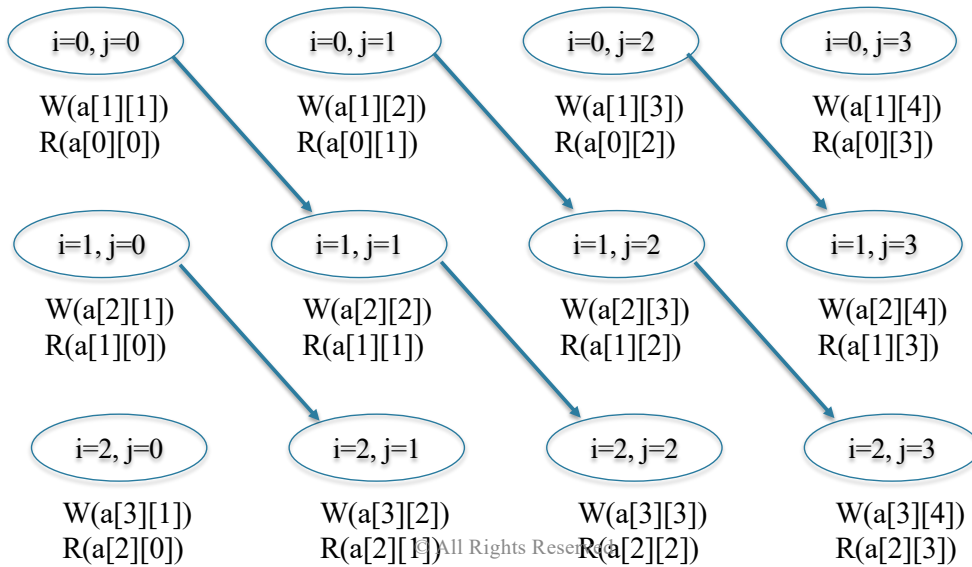 i=0, j=0 i=0, j=1 i=0, j=2 i=0, j=3
W(a[1][1]) W(a[1][2]) W(a[1][3]) W(a[1][4])
R(a[0][0]) R(a[0][1]) R(a[0][2]) R(a[0][3])
i=1, j=0 i=1, j=1 i=1, j=2 i=1, j=3
W(a[2][1]) W(a[2][2]) W(a[2][3]) W(a[2][4])
R(a[1][0]) R(a[1][1]) R(a[1][2]) R(a[1][3])
i=2, j=0 i=2, j=1 i=2, j=2 i=2, j=3
W(a[3][1]) W(a[3][2]) W(a[3][3]) W(a[3][4])
R(a[2][0]) R(a[2][1]) R(a[2][2]) R(a[2][3])
© All Rights Reserved